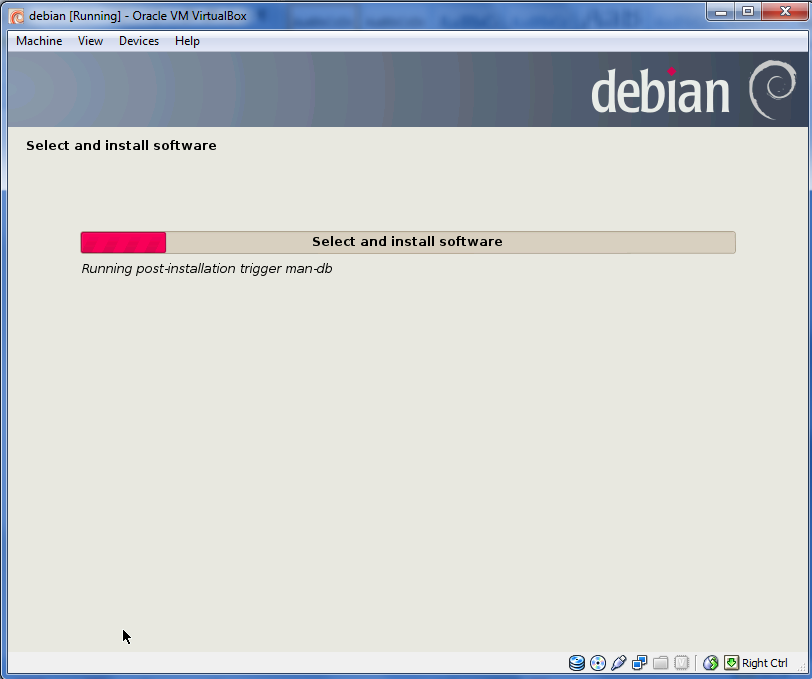 debian [Running] - Oracle VM VirtualBox
Machine View Devices Help
debian
Select and install software
Select and install software
Running post-installation trigger man-db
Right Ctrl